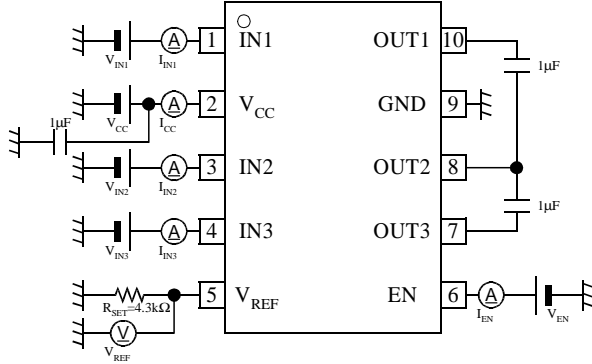 1 IN1 OUT1 10
V_IN1 I_IN1 A 1µF
2 V_CC GND 9
V_CC I_CC A
1µF
3 IN2 OUT2 8
V_IN2 I_IN2 A
4 IN3 OUT3 7
V_IN3 I_IN3 A 1µF
5 V_REF EN 6
R_SET=4.3kΩ A
V I_EN V_EN
V_REF